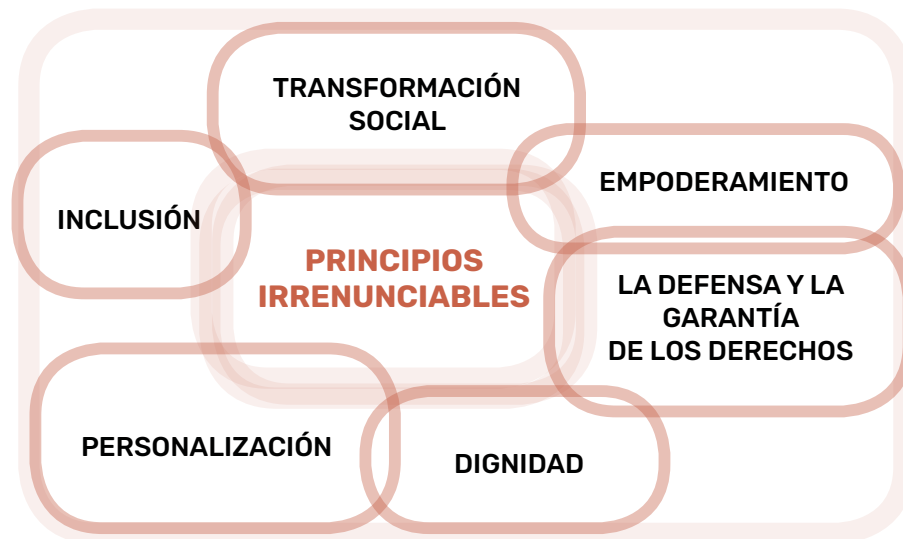 TRANSFORMACIÓN
SOCIAL
EMPODERAMIENTO
INCLUSIÓN
PRINCIPIOS
IRRENUNCIABLES
LA DEFENSA Y LA
GARANTÍA
DE LOS DERECHOS
PERSONALIZACIÓN
DIGNIDAD